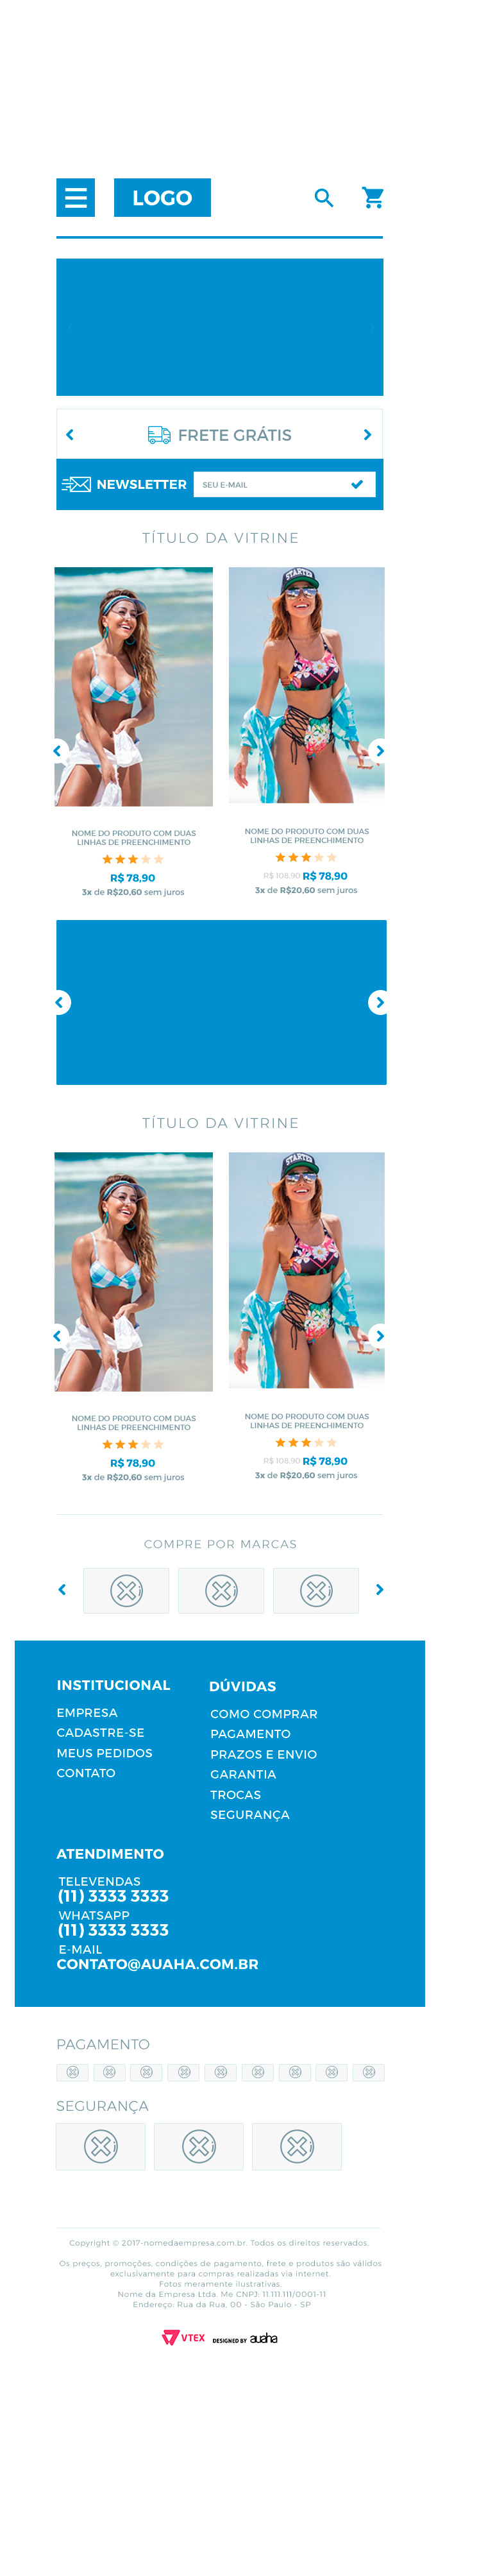 LOGO
FRETE GRÁTIS
NEWSLETTER
SEU E-MAIL
TÍTULO DA VITRINE
STARTER
NOME DO PRODUTO COM DUAS
LINHAS DE PREENCHIMENTO
R$ 78,90
3x de R$20,60 sem juros
NOME DO PRODUTO COM DUAS
LINHAS DE PREENCHIMENTO
R$ 108,90 R$ 78,90
3x de R$20,60 sem juros
TÍTULO DA VITRINE
STARTER
NOME DO PRODUTO COM DUAS
LINHAS DE PREENCHIMENTO
R$ 78,90
3x de R$20,60 sem juros
NOME DO PRODUTO COM DUAS
LINHAS DE PREENCHIMENTO
R$ 108,90 R$ 78,90
3x de R$20,60 sem juros
COMPRE POR MARCAS
INSTITUCIONAL
EMPRESA
CADASTRE-SE
MEUS PEDIDOS
CONTATO
DÚVIDAS
COMO COMPRAR
PAGAMENTO
PRAZOS E ENVIO
GARANTIA
TROCAS
SEGURANÇA
ATENDIMENTO
TELEVENDAS
(11) 3333 3333
WHATSAPP
(11) 3333 3333
E-MAIL
CONTATO@AUAHA.COM.BR
PAGAMENTO
SEGURANÇA
Copyright © 2017-nomedaempresa.com.br. Todos os direitos reservados.
Os preços, promoções, condições de pagamento, frete e produtos são válidos
exclusivamente para compras realizadas via internet.
Fotos meramente ilustrativas.
Nome da Empresa Ltda. Me CNPJ: 11.111.111/0001-11
Endereço: Rua da Rua, 00 - São Paulo - SP
VTEX DESIGNED BY auaha